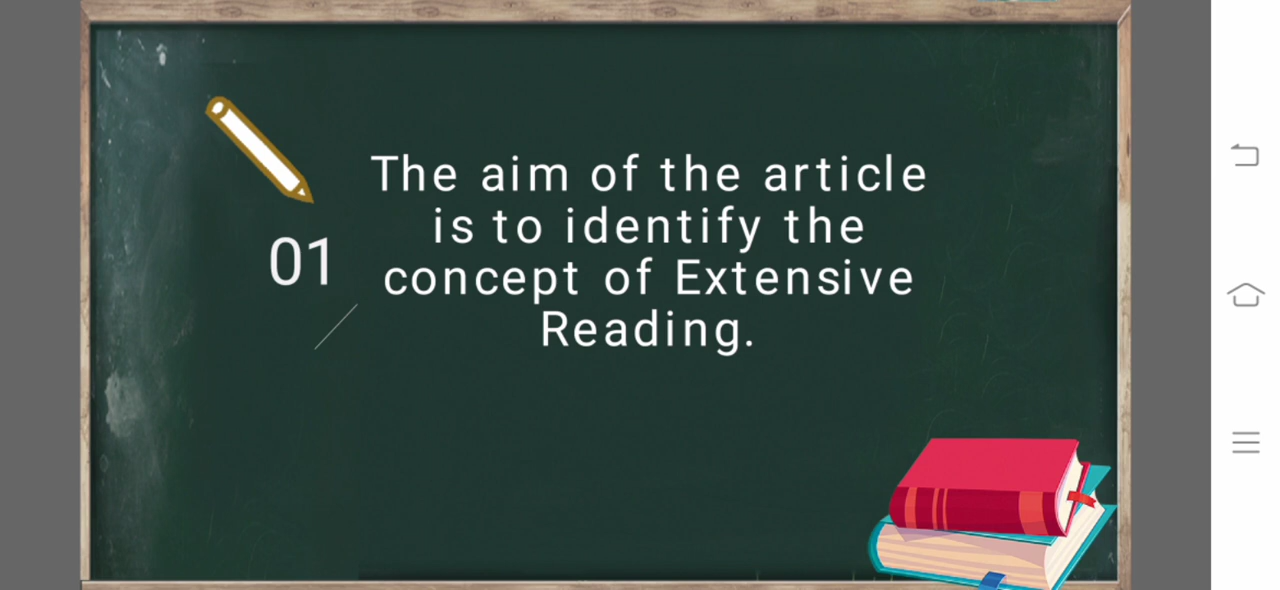 The aim of the article
is to identify the
concept of Extensive
Reading.
01